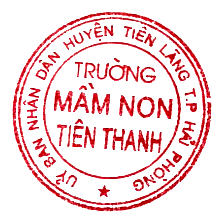 UỶ BAN NHÂN DÂN HUYỆN TIÊN LÃNG T.P HẢI PHÒNG
TRƯỜNG
MẦM NON
TIÊN THANH
★